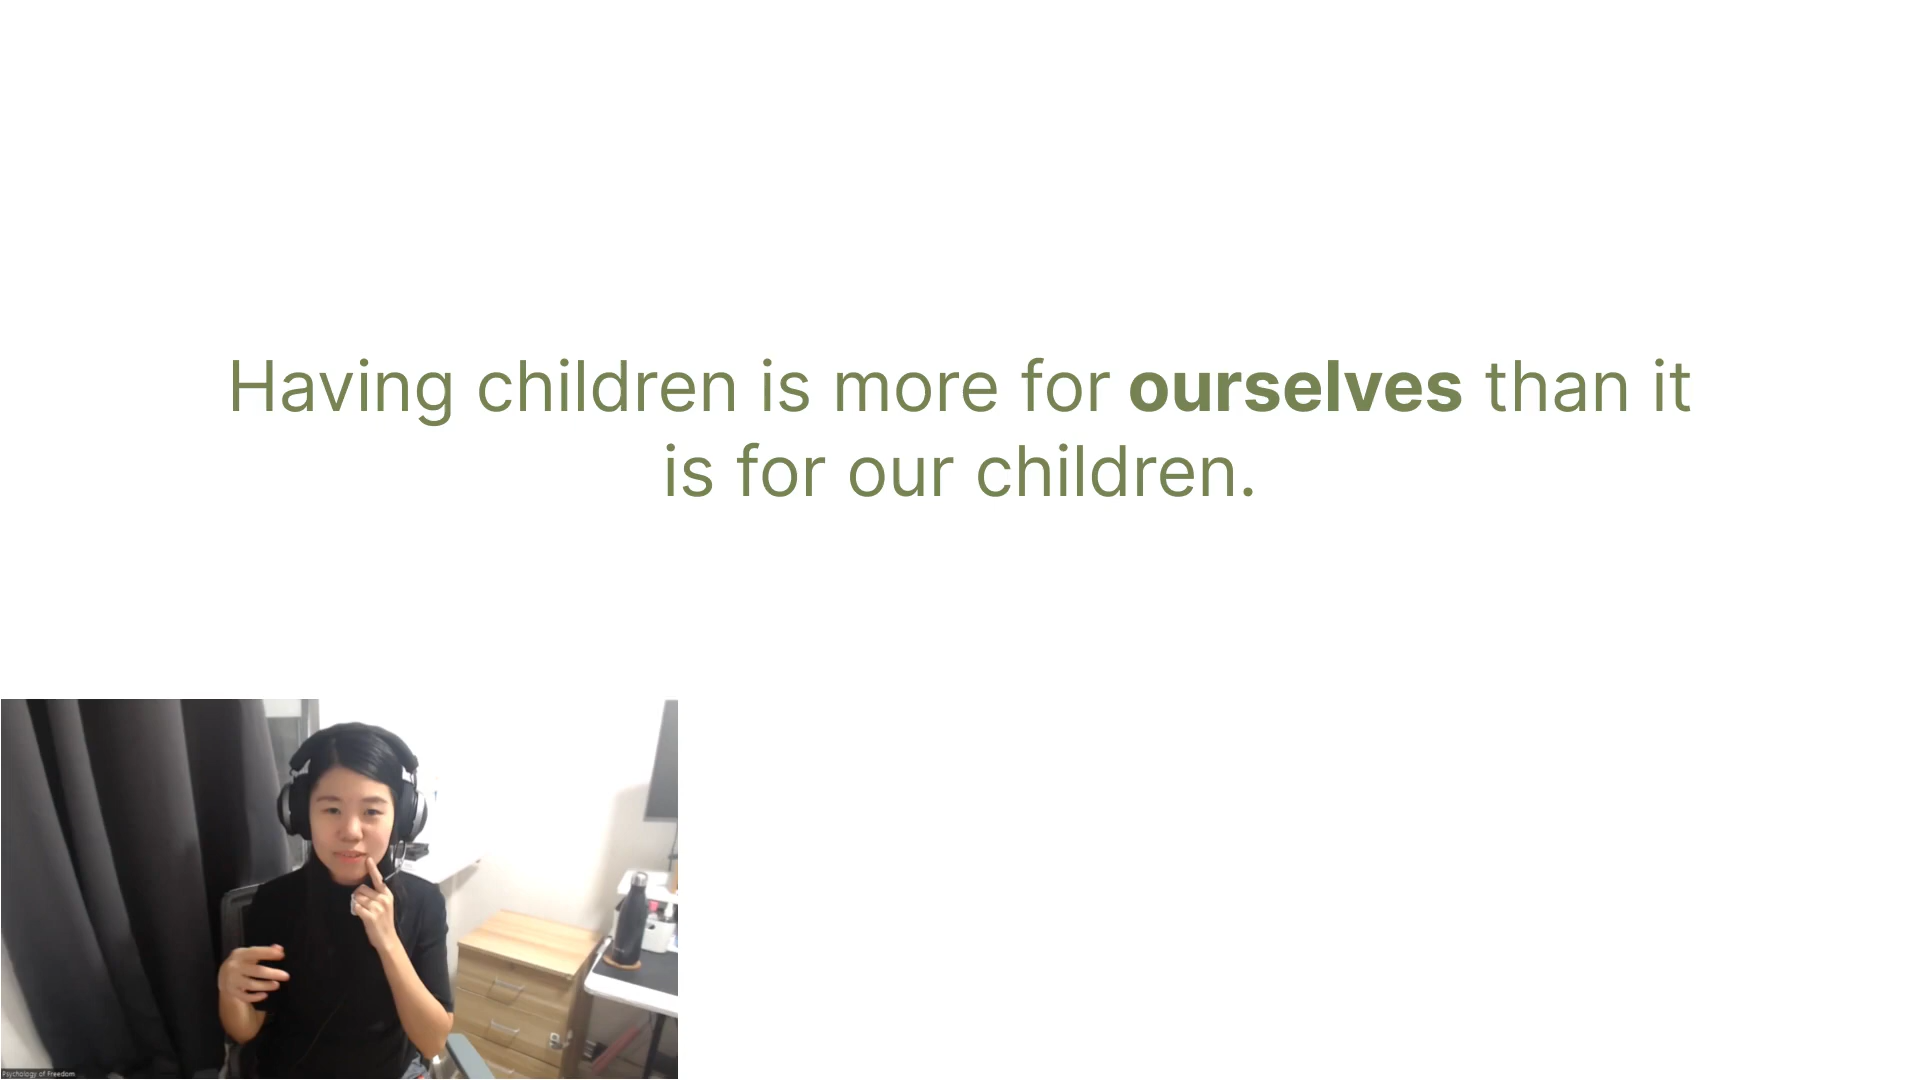 Having children is more for ourselves than it
is for our children.
Psychology of Freedom